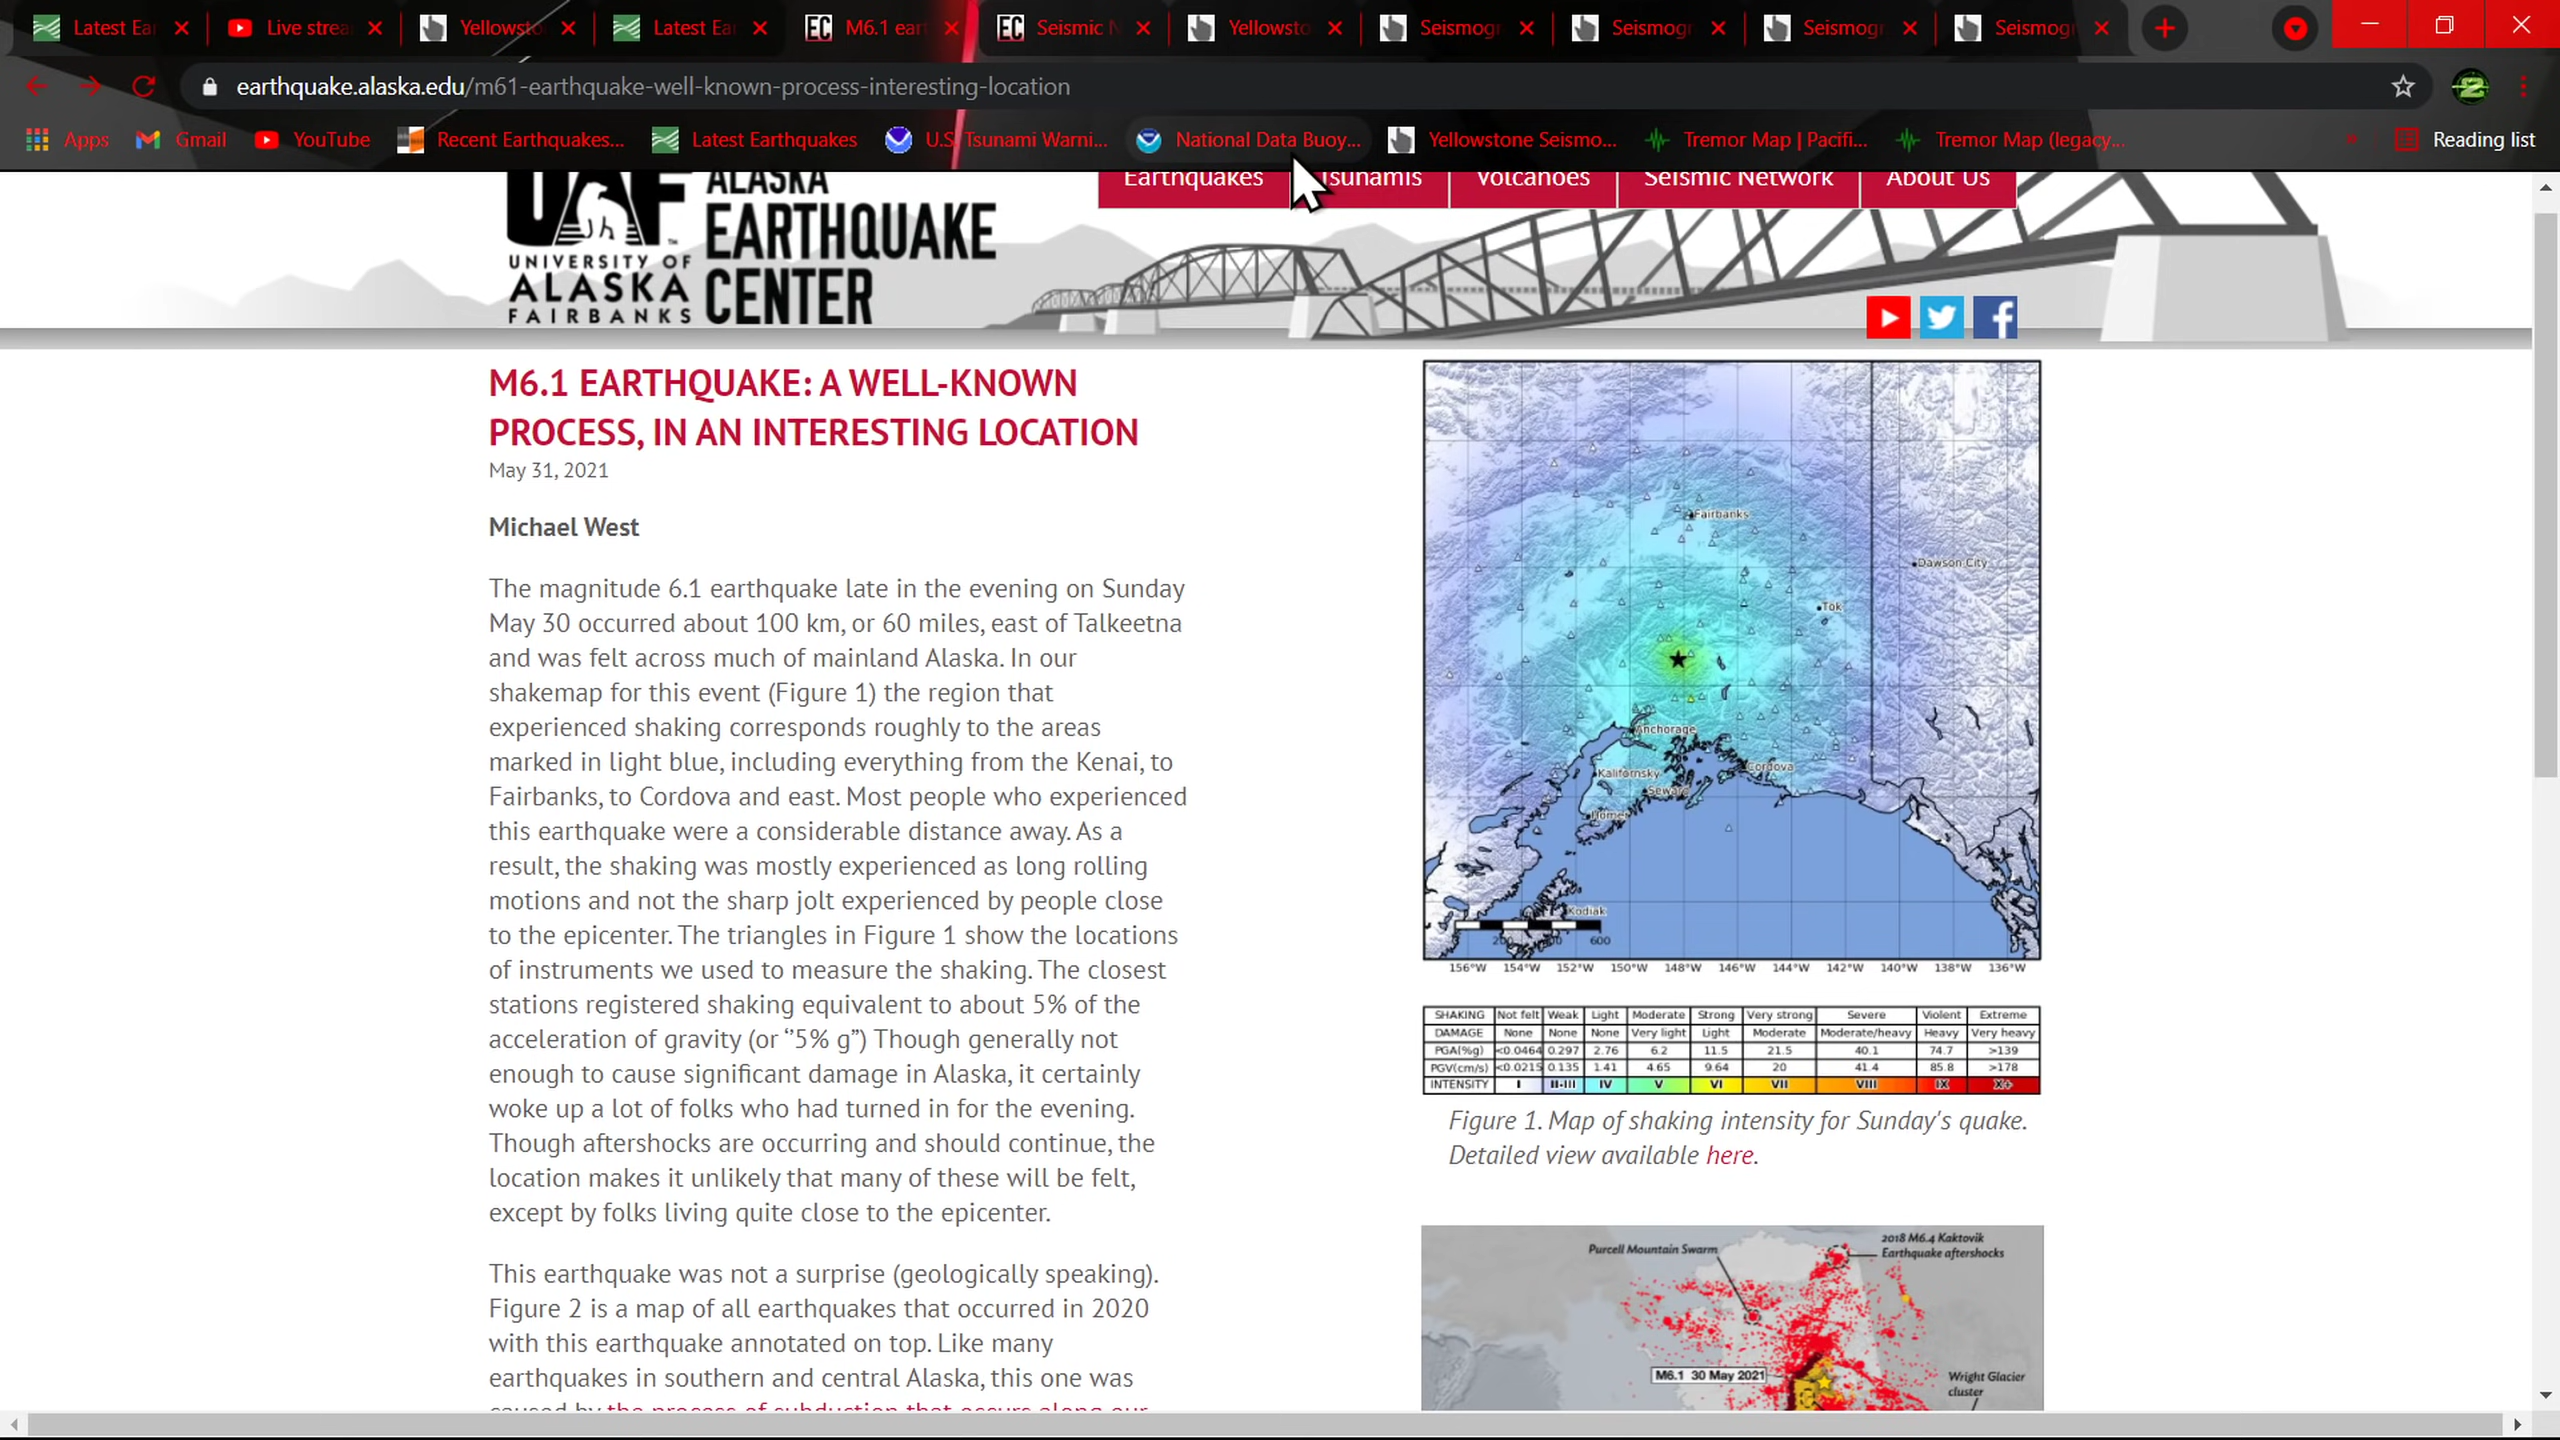 Latest Ea
Live strea
Yellowsto
Latest Ea
M6.1 eart
Seismic N
Yellowsto
Seismogr
Seismogr
Seismogr
Seismogr
earthquake.alaska.edu/m61-earthquake-well-known-process-interesting-location
Apps
Gmail
YouTube
Recent Earthquakes...
Latest Earthquakes
U.S. Tsunami Warni...
National Data Buoy...
Yellowstone Seismo...
Tremor Map | Pacifi...
Tremor Map (legacy...
Reading list
UAF
UNIVERSITY OF
ALASKA
FAIRBANKS
ALASKA
EARTHQUAKE
CENTER
Earthquakes
Tsunamis
Volcanoes
Seismic Network
About Us
M6.1 EARTHQUAKE: A WELL-KNOWN
PROCESS, IN AN INTERESTING LOCATION
May 31, 2021
Michael West
The magnitude 6.1 earthquake late in the evening on Sunday
May 30 occurred about 100 km, or 60 miles, east of Talkeetna
and was felt across much of mainland Alaska. In our
shakemap for this event (Figure 1) the region that
experienced shaking corresponds roughly to the areas
marked in light blue, including everything from the Kenai, to
Fairbanks, to Cordova and east. Most people who experienced
this earthquake were a considerable distance away. As a
result, the shaking was mostly experienced as long rolling
motions and not the sharp jolt experienced by people close
to the epicenter. The triangles in Figure 1 show the locations
of instruments we used to measure the shaking. The closest
stations registered shaking equivalent to about 5% of the
acceleration of gravity (or “5% g”) Though generally not
enough to cause significant damage in Alaska, it certainly
woke up a lot of folks who had turned in for the evening.
Though aftershocks are occurring and should continue, the
location makes it unlikely that many of these will be felt,
except by folks living quite close to the epicenter.
This earthquake was not a surprise (geologically speaking).
Figure 2 is a map of all earthquakes that occurred in 2020
with this earthquake annotated on top. Like many
earthquakes in southern and central Alaska, this one was
caused by the process of subduction that occurs along our
Fairbanks
Dawson City
Tok
Anchorage
Kalifornsky
Cordova
Seward
Homer
Kodiak
600
156°W 154°W 152°W 150°W 148°W 146°W 144°W 142°W 140°W 138°W 136°W
SHAKING Not felt Weak Light Moderate Strong Very strong Severe Violent Extreme
DAMAGE None None None Very light Light Moderate Moderate/heavy Heavy Very heavy
PGA(%g) <0.0464 0.297 2.76 6.2 11.5 21.5 40.1 74.7 >139
PGV(cm/s) <0.0215 0.135 1.41 4.65 9.64 20 41.4 85.8 >178
INTENSITY I II-III IV V VI VII VIII IX X+
Figure 1. Map of shaking intensity for Sunday's quake.
Detailed view available here.
Purcell Mountain Swarm
2018 M6.4 Kaktovik
Earthquake aftershocks
M6.1 30 May 2021
Wright Glacier
cluster